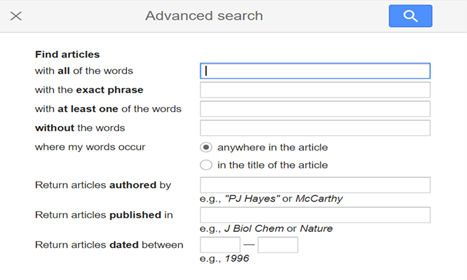 Advanced search
Find articles
with all of the words
with the exact phrase
with at least one of the words
without the words
where my words occur
anywhere in the article
in the title of the article
Return articles authored by
e.g., "PJ Hayes" or McCarthy
Return articles published in
e.g., J Biol Chem or Nature
Return articles dated between
—
e.g., 1996